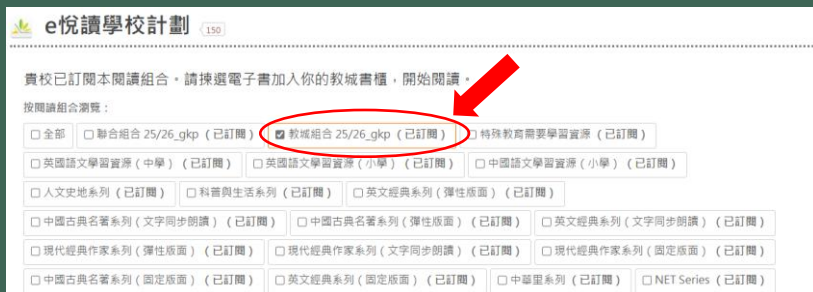 e悅讀學校計劃 150
貴校已訂閱本閱讀組合。請揀選電子書加入你的教城書櫃，開始閱讀。
按閱讀組合瀏覽：
全部 聯合組合 25/26_gkp (已訂閱) 教城組合 25/26_gkp (已訂閱) 特殊教育需要學習資源 (已訂閱)
英國語文學習資源（中學）(已訂閱) 英國語文學習資源（小學）(已訂閱) 中國語文學習資源（小學）(已訂閱)
人文史地系列 (已訂閱) 科普與生活系列 (已訂閱) 英文經典系列（彈性版面）(已訂閱)
中國古典名著系列（文字同步朗讀）(已訂閱) 中國古典名著系列（彈性版面）(已訂閱) 英文經典系列（文字同步朗讀）(已訂閱)
現代經典作家系列（彈性版面）(已訂閱) 現代經典作家系列（文字同步朗讀）(已訂閱) 現代經典作家系列（固定版面）(已訂閱)
中國古典名著系列（固定版面）(已訂閱) 英文經典系列（固定版面）(已訂閱) 中華里系列 (已訂閱) NET Series (已訂閱)